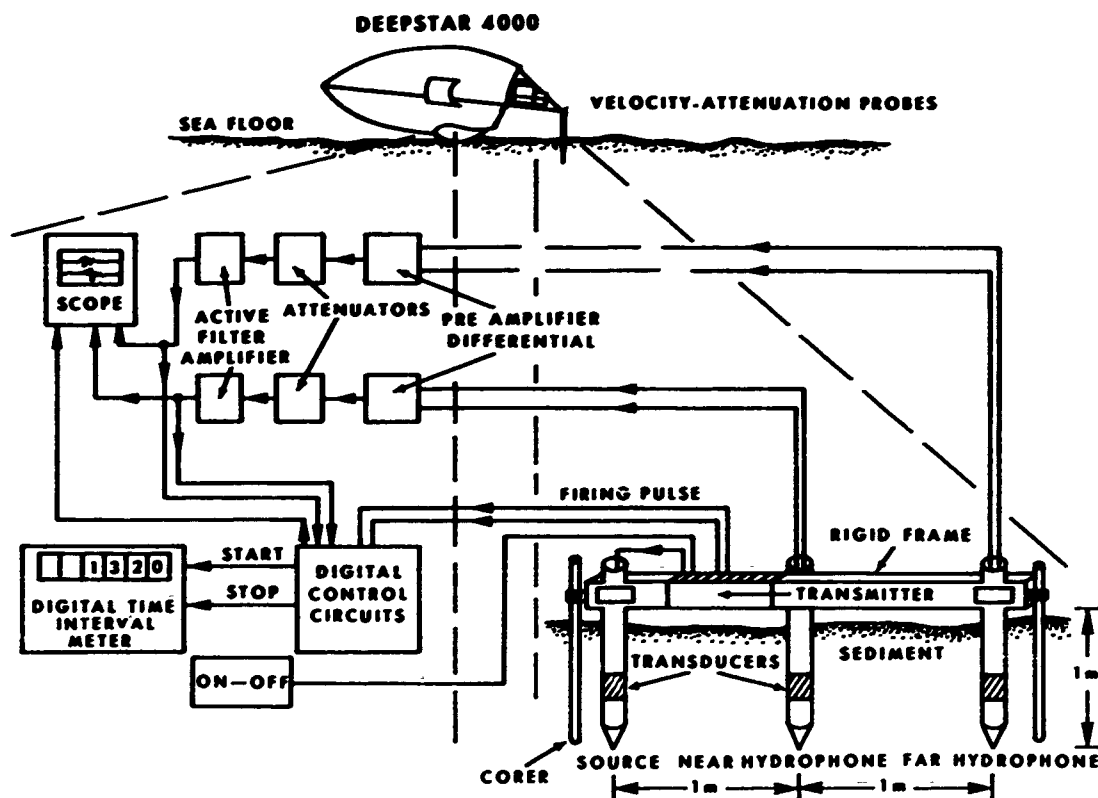 DEEPSTAR 4000
VELOCITY-ATTENUATION PROBES
SEA FLOOR
SCOPE
ACTIVE
FILTER
AMPLIFIER
ATTENUATORS
PRE AMPLIFIER
DIFFERENTIAL
FIRING PULSE
RIGID FRAME
START
STOP
1320
DIGITAL TIME
INTERVAL
METER
DIGITAL
CONTROL
CIRCUITS
TRANSMITTER
ON-OFF
TRANSDUCERS
SEDIMENT
1m
CORER
SOURCE NEAR HYDROPHONE FAR HYDROPHONE
1m 1m